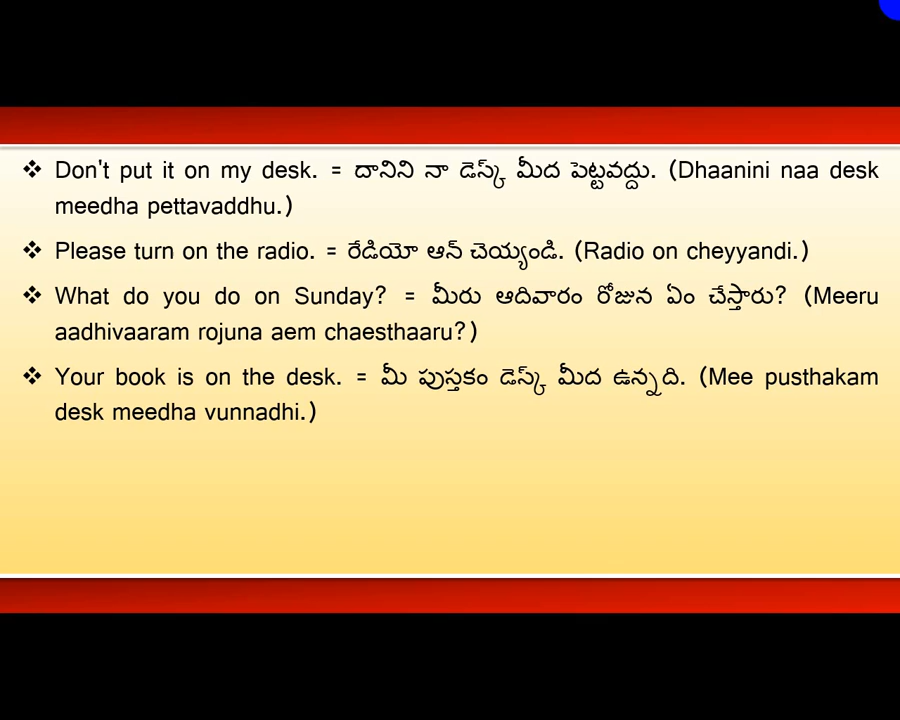 ❖ Don't put it on my desk. = దానిని నా డెస్క్ మీద పెట్టవద్దు. (Dhaanini naa desk
meedha pettavaddhu.)
❖ Please turn on the radio. = రేడియో ఆన్ చెయ్యండి. (Radio on cheyyandi.)
❖ What do you do on Sunday? = మీరు ఆదివారం రోజున ఏం చేస్తారు? (Meeru
aadhivaaram rojuna aem chaesthaaru?)
❖ Your book is on the desk. = మీ పుస్తకం డెస్క్ మీద ఉన్నది. (Mee pusthakam
desk meedha vunnadhi.)